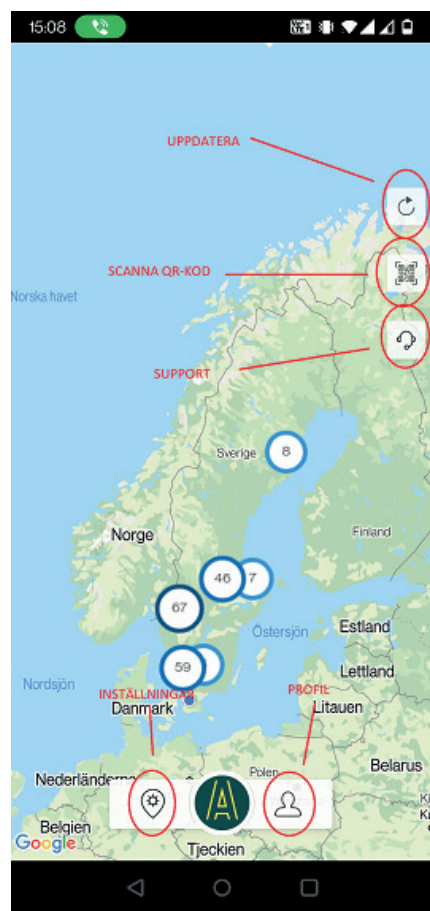 15:08
UPPDATERA
SCANNA QR-KOD
Norska havet
SUPPORT
Sverige
8
Norge
Finland
46
7
67
Östersjön
Estland
59
Lettland
Nordsjön
INSTÄLLNINGAR
PROFIL
Danmark
Litauen
Polen
Belarus
Nederländerna
Belgien
Google
Tjeckien